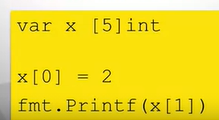 var x [5]int
x[0] = 2
fmt.Printf(x[1])